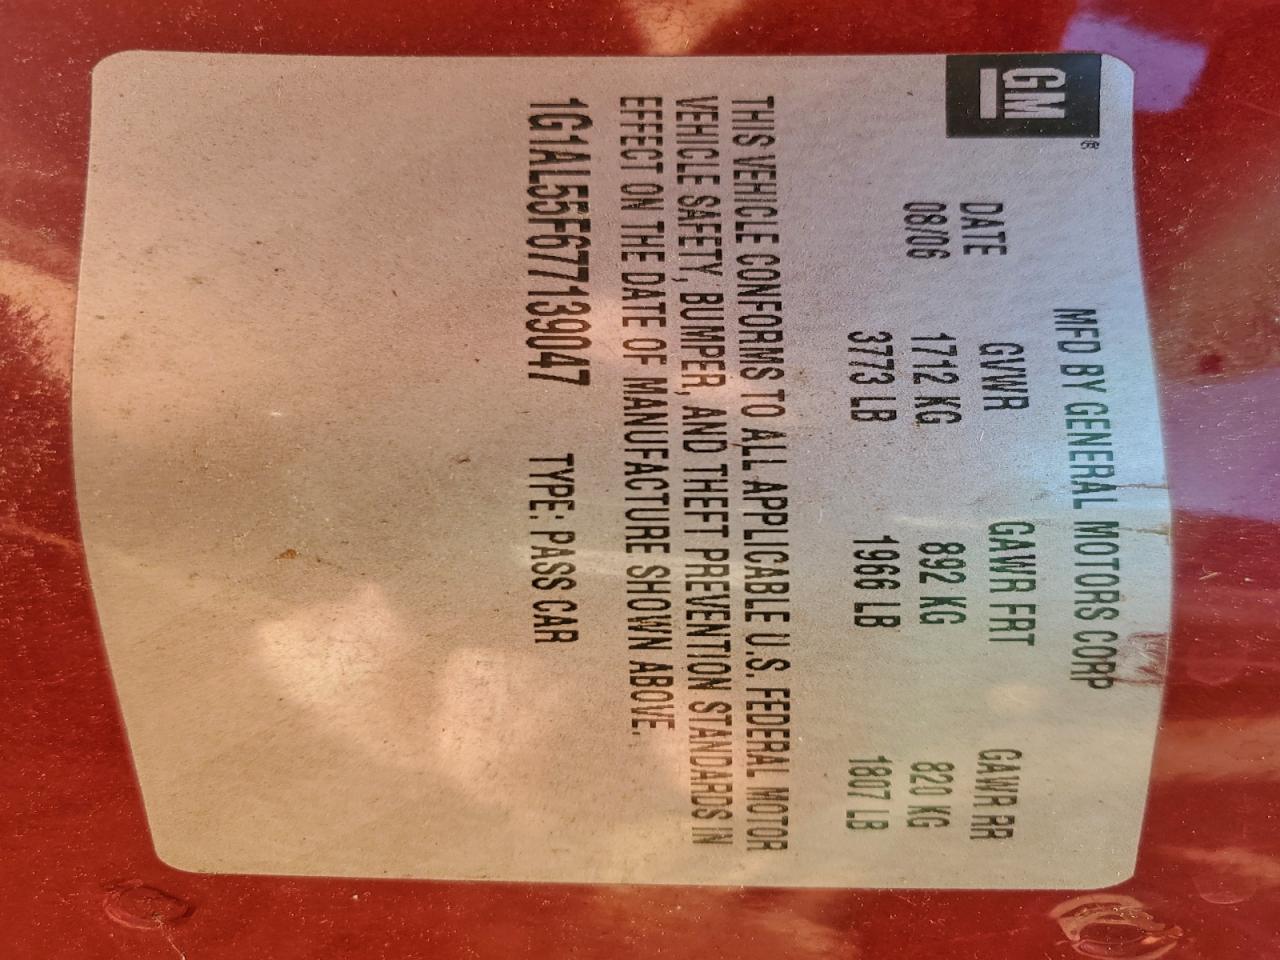 GM®
MFD BY GENERAL MOTORS CORP
DATE GVWR GAWR FRT GAWR RR
08/06 1712 KG 892 KG 820 KG
3773 LB 1966 LB 1807 LB
THIS VEHICLE CONFORMS TO ALL APPLICABLE U.S. FEDERAL MOTOR
VEHICLE SAFETY, BUMPER, AND THEFT PREVENTION STANDARDS IN
EFFECT ON THE DATE OF MANUFACTURE SHOWN ABOVE.
1G1AL55F677139047 TYPE: PASS CAR